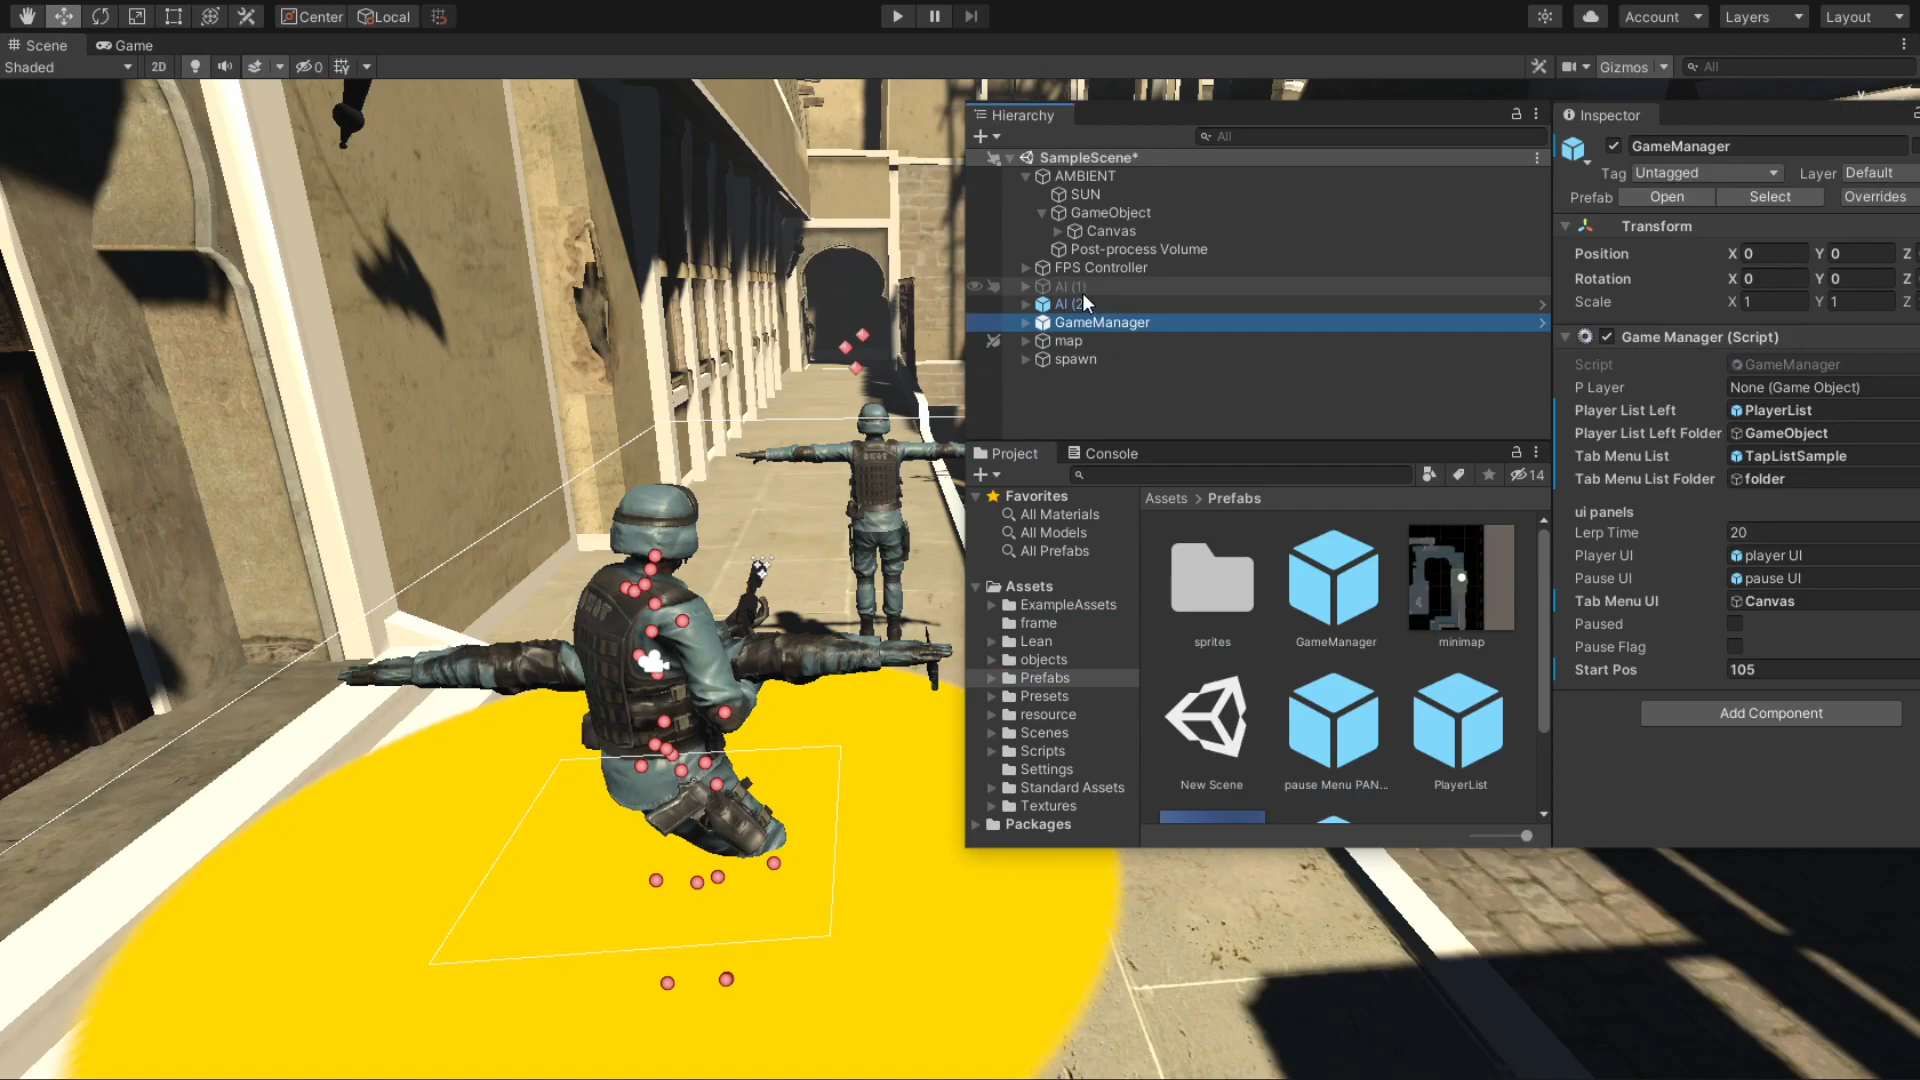 Center Local
Account Layers Layout
Scene Game
Shaded 2D 0 Gizmos All
Hierarchy
All
SampleScene*
AMBIENT
SUN
GameObject
Canvas
Post-process Volume
FPS Controller
AI (1)
AI (2
GameManager
map
spawn
Project Console
14
Favorites
All Materials
All Models
All Prefabs
Assets
ExampleAssets
frame
Lean
objects
Prefabs
Presets
resource
Scenes
Scripts
Settings
Standard Assets
Textures
Packages
Assets > Prefabs
sprites GameManager minimap
New Scene pause Menu PAN... PlayerList
Inspector
GameManager
Tag Untagged Layer Default
Prefab Open Select Overrides
Transform
Position X 0 Y 0 Z
Rotation X 0 Y 0 Z
Scale X 1 Y 1 Z
Game Manager (Script)
Script GameManager
P Layer None (Game Object)
Player List Left PlayerList
Player List Left Folder GameObject
Tab Menu List TapListSample
Tab Menu List Folder folder
ui panels
Lerp Time 20
Player UI player UI
Pause UI pause UI
Tab Menu UI Canvas
Paused
Pause Flag
Start Pos 105
Add Component